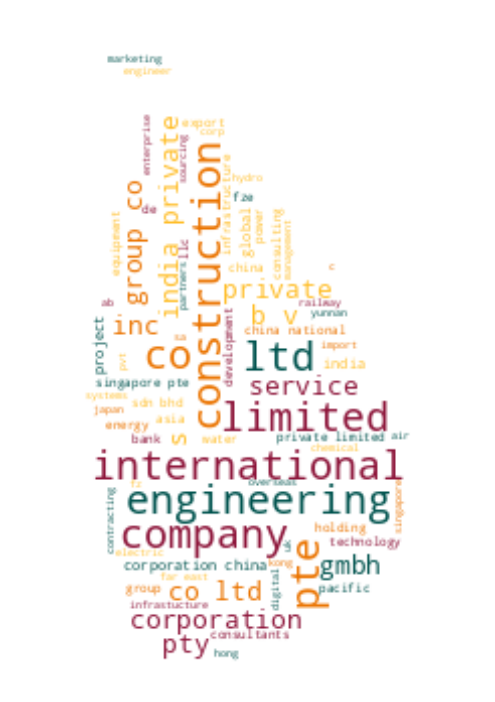 marketing
engineer
enterprise
india private
sourcing
export
corp
construction
infrastructure
hydro
group co
de
fze
equipment
global
power
consulting
management
llc
partners
china
c
private
ab
b v
railway
yunnan
inc
project
sa
development
china national
co
ltd
import
pvt
india
singapore pte
service
systems
sdn bhd
japan
limited
asia
energy
bank
s
water
private limited
air
chemical
international
fz
overseas
engineering
singapore
contracting
company
holding
uk
technology
electric
pte
corporation china
kong
gmbh
far east
digital
group
co ltd
pacific
infrastucture
corporation
consultants
pty
hong